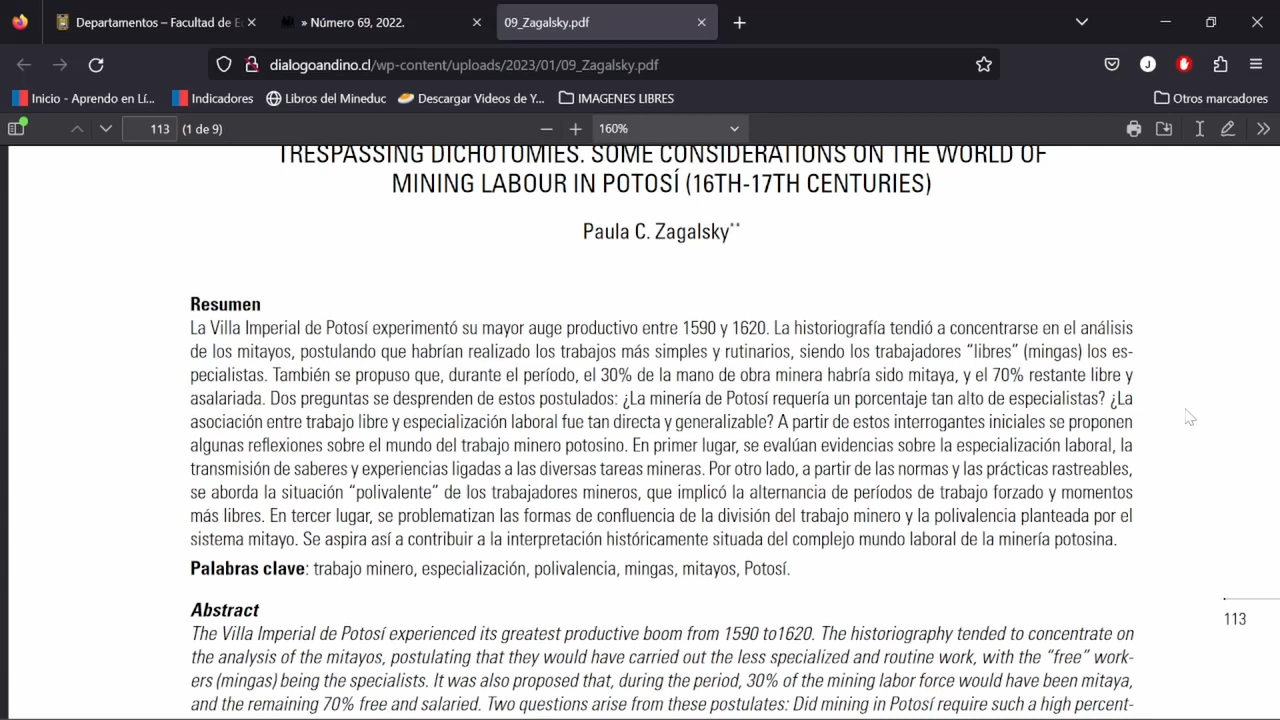 Departamentos – Facultad de E
» Número 69, 2022.
09_Zagalsky.pdf
dialogoandino.cl/wp-content/uploads/2023/01/09_Zagalsky.pdf
J
Inicio - Aprendo en Lí...
Indicadores
Libros del Mineduc
Descargar Videos de Y...
IMAGENES LIBRES
Otros marcadores
113 (1 de 9)
160%
TRESPASSING DICHOTOMIES. SOME CONSIDERATIONS ON THE WORLD OF
MINING LABOUR IN POTOSÍ (16TH-17TH CENTURIES)
Paula C. Zagalsky**
Resumen
La Villa Imperial de Potosí experimentó su mayor auge productivo entre 1590 y 1620. La historiografía tendió a concentrarse en el análisis
de los mitayos, postulando que habrían realizado los trabajos más simples y rutinarios, siendo los trabajadores “libres” (mingas) los es-
pecialistas. También se propuso que, durante el período, el 30% de la mano de obra minera habría sido mitaya, y el 70% restante libre y
asalariada. Dos preguntas se desprenden de estos postulados: ¿La minería de Potosí requería un porcentaje tan alto de especialistas? ¿La
asociación entre trabajo libre y especialización laboral fue tan directa y generalizable? A partir de estos interrogantes iniciales se proponen
algunas reflexiones sobre el mundo del trabajo minero potosino. En primer lugar, se evalúan evidencias sobre la especialización laboral, la
transmisión de saberes y experiencias ligadas a las diversas tareas mineras. Por otro lado, a partir de las normas y las prácticas rastreables,
se aborda la situación “polivalente” de los trabajadores mineros, que implicó la alternancia de períodos de trabajo forzado y momentos
más libres. En tercer lugar, se problematizan las formas de confluencia de la división del trabajo minero y la polivalencia planteada por el
sistema mitayo. Se aspira así a contribuir a la interpretación históricamente situada del complejo mundo laboral de la minería potosina.
Palabras clave: trabajo minero, especialización, polivalencia, mingas, mitayos, Potosí.
Abstract
The Villa Imperial de Potosí experienced its greatest productive boom from 1590 to1620. The historiography tended to concentrate on
the analysis of the mitayos, postulating that they would have carried out the less specialized and routine work, with the “free” work-
ers (mingas) being the specialists. It was also proposed that, during the period, 30% of the mining labor force would have been mitaya,
and the remaining 70% free and salaried. Two questions arise from these postulates: Did mining in Potosí require such a high percent-
113